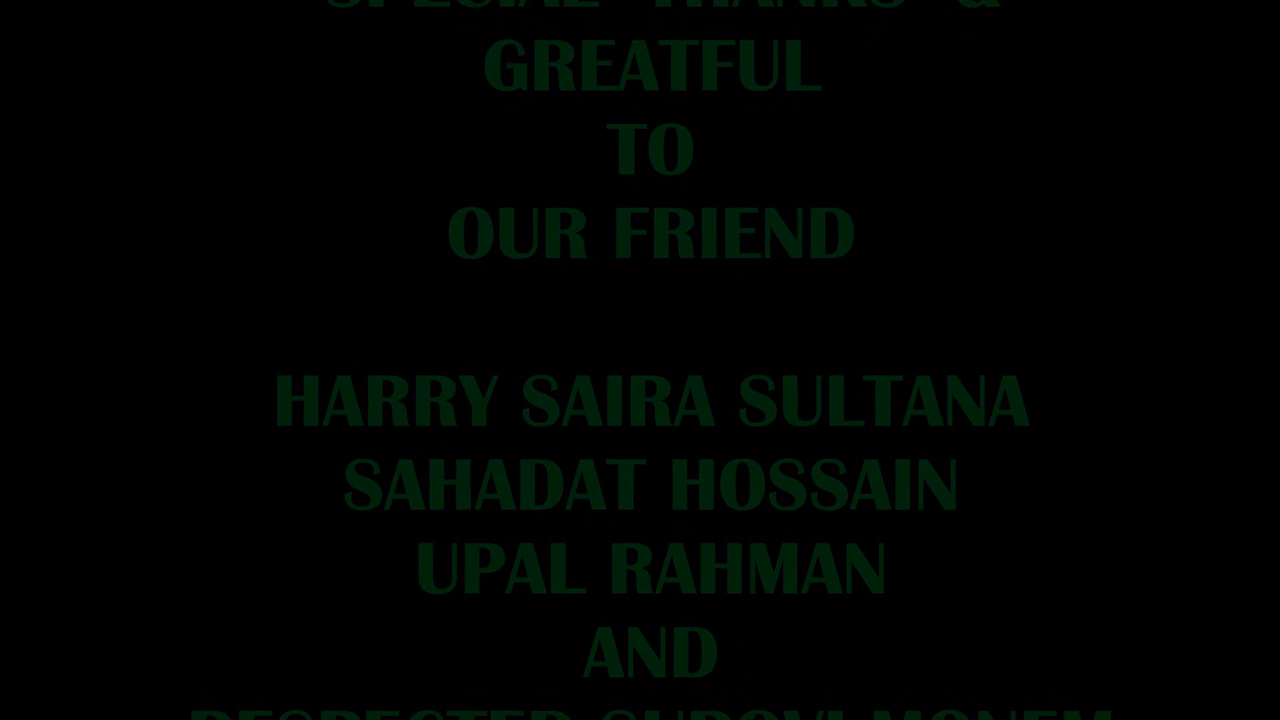 SPECIAL THANKS &
GREATFUL
TO
OUR FRIEND
HARRY SAIRA SULTANA
SAHADAT HOSSAIN
UPAL RAHMAN
AND
RESPECTED SUROVI MONEM